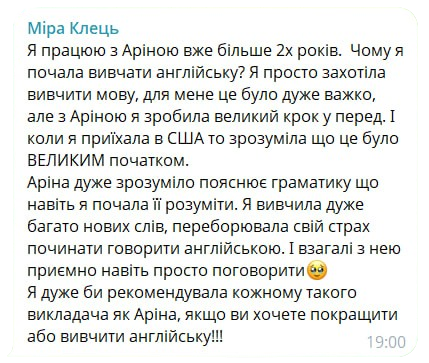 Міра Клець
Я працюю з Аріною вже більше 2х років.  Чому я
почала вивчати англійську? Я просто захотіла
вивчити мову, для мене це було дуже важко,
але з Аріною я зробила великий крок у перед. І
коли я приїхала в США то зрозуміла що це було
ВЕЛИКИМ початком.
Аріна дуже зрозуміло пояснює граматику що
навіть я почала її розуміти. Я вивчила дуже
багато нових слів, переборювала свій страх
починати говорити англійською. І взагалі з нею
приємно навіть просто поговорити🥹
Я дуже би рекомендувала кожному такого
викладача як Аріна, якщо ви хочете покращити
або вивчити англійську!!!
19:00